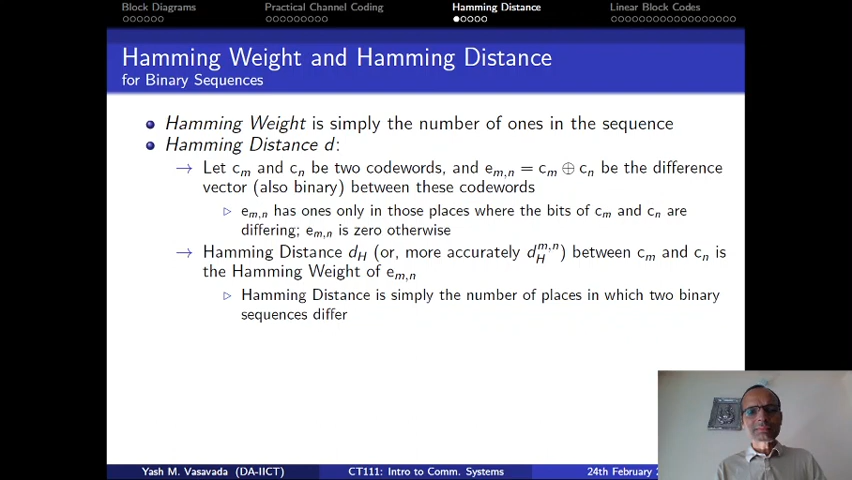 Block Diagrams Practical Channel Coding Hamming Distance Linear Block Codes
Hamming Weight and Hamming Distance
for Binary Sequences
Hamming Weight is simply the number of ones in the sequence
Hamming Distance d:
→ Let c_m and c_n be two codewords, and e_{m,n} = c_m ⊕ c_n be the difference
vector (also binary) between these codewords
▷ e_{m,n} has ones only in those places where the bits of c_m and c_n are
differing; e_{m,n} is zero otherwise
→ Hamming Distance d_H (or, more accurately d_H^{m,n}) between c_m and c_n is
the Hamming Weight of e_{m,n}
▷ Hamming Distance is simply the number of places in which two binary
sequences differ
Yash M. Vasavada (DA-IICT) CT111: Intro to Comm. Systems 24th February